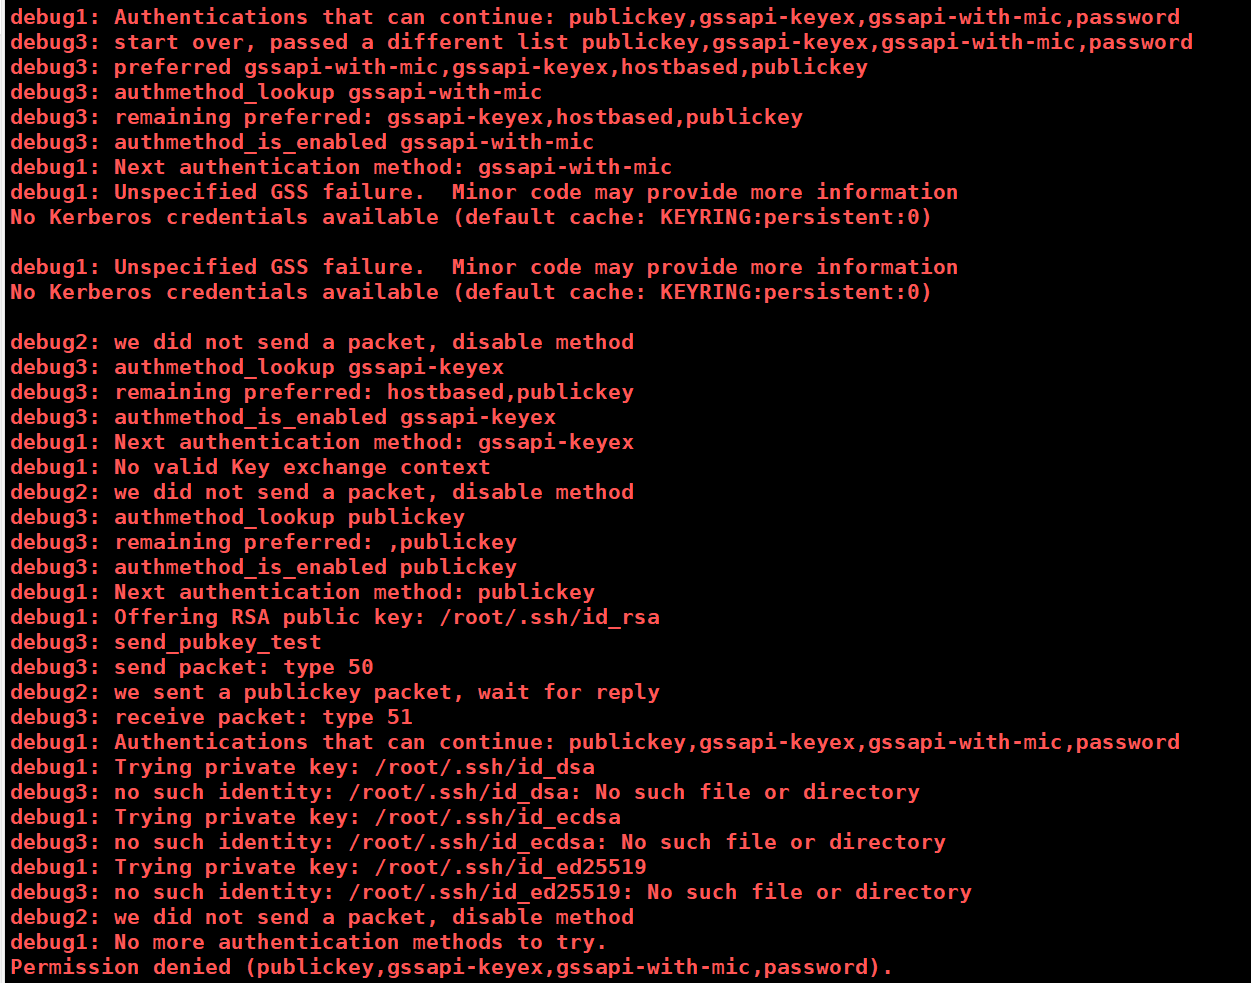 debug1: Authentications that can continue: publickey,gssapi-keyex,gssapi-with-mic,password
debug3: start over, passed a different list publickey,gssapi-keyex,gssapi-with-mic,password
debug3: preferred gssapi-with-mic,gssapi-keyex,hostbased,publickey
debug3: authmethod_lookup gssapi-with-mic
debug3: remaining preferred: gssapi-keyex,hostbased,publickey
debug3: authmethod_is_enabled gssapi-with-mic
debug1: Next authentication method: gssapi-with-mic
debug1: Unspecified GSS failure.  Minor code may provide more information
No Kerberos credentials available (default cache: KEYRING:persistent:0)

debug1: Unspecified GSS failure.  Minor code may provide more information
No Kerberos credentials available (default cache: KEYRING:persistent:0)

debug2: we did not send a packet, disable method
debug3: authmethod_lookup gssapi-keyex
debug3: remaining preferred: hostbased,publickey
debug3: authmethod_is_enabled gssapi-keyex
debug1: Next authentication method: gssapi-keyex
debug1: No valid Key exchange context
debug2: we did not send a packet, disable method
debug3: authmethod_lookup publickey
debug3: remaining preferred: ,publickey
debug3: authmethod_is_enabled publickey
debug1: Next authentication method: publickey
debug1: Offering RSA public key: /root/.ssh/id_rsa
debug3: send_pubkey_test
debug3: send packet: type 50
debug2: we sent a publickey packet, wait for reply
debug3: receive packet: type 51
debug1: Authentications that can continue: publickey,gssapi-keyex,gssapi-with-mic,password
debug1: Trying private key: /root/.ssh/id_dsa
debug3: no such identity: /root/.ssh/id_dsa: No such file or directory
debug1: Trying private key: /root/.ssh/id_ecdsa
debug3: no such identity: /root/.ssh/id_ecdsa: No such file or directory
debug1: Trying private key: /root/.ssh/id_ed25519
debug3: no such identity: /root/.ssh/id_ed25519: No such file or directory
debug2: we did not send a packet, disable method
debug1: No more authentication methods to try.
Permission denied (publickey,gssapi-keyex,gssapi-with-mic,password).